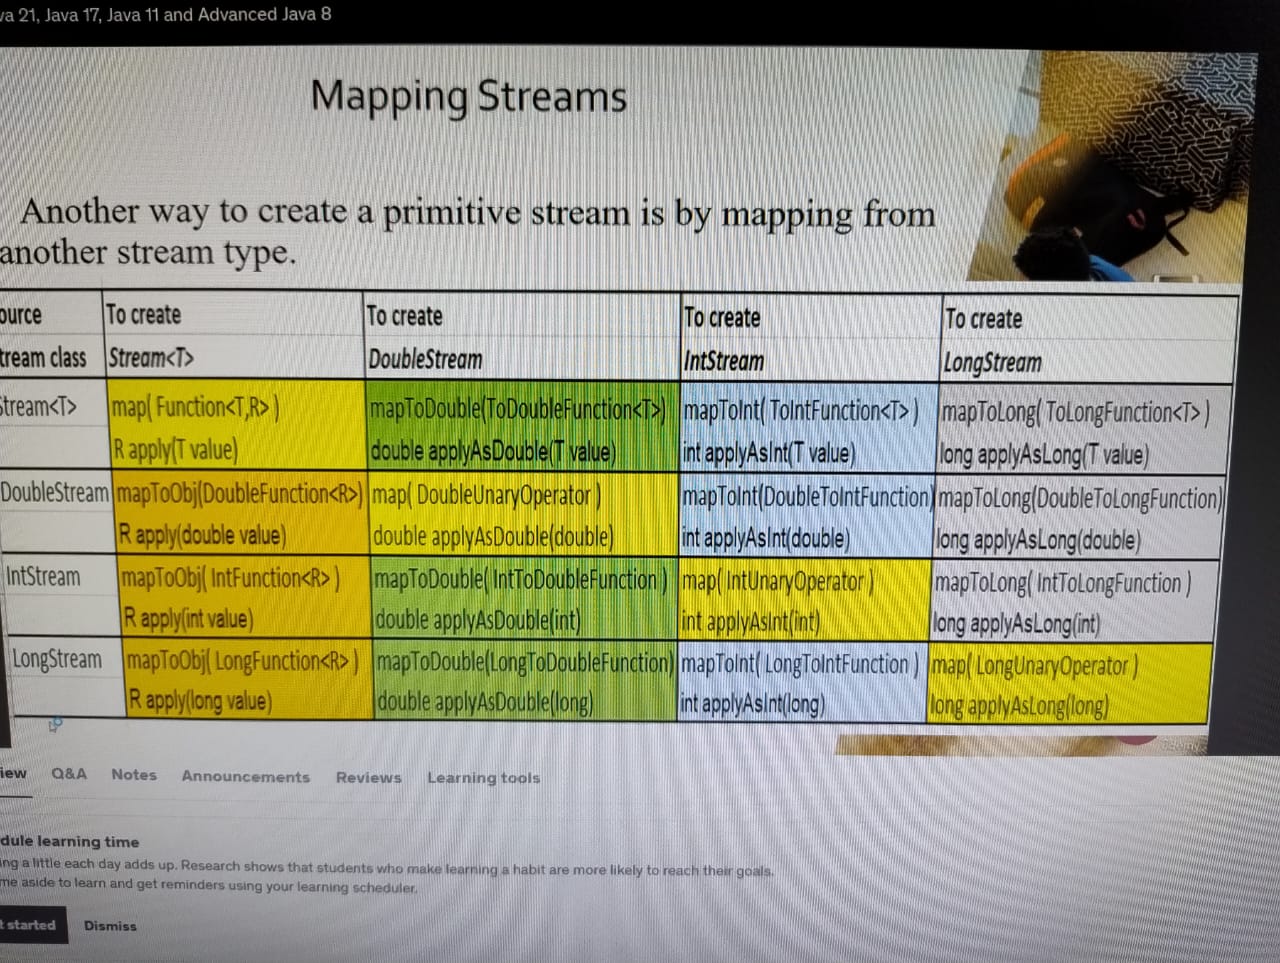 va 21, Java 17, Java 11 and Advanced Java 8
Mapping Streams
Another way to create a primitive stream is by mapping from
another stream type.
ource
tream class
To create
Stream<T>
To create
DoubleStream
To create
IntStream
To create
LongStream
Stream<T>
map( Function<T,R> )
R apply(T value)
mapToDouble(ToDoubleFunction<T>)
double applyAsDouble(T value)
mapToInt( ToIntFunction<T> )
int applyAsInt(T value)
mapToLong( ToLongFunction<T> )
long applyAsLong(T value)
DoubleStream
mapToObj(DoubleFunction<R>)
R apply(double value)
map( DoubleUnaryOperator )
double applyAsDouble(double)
mapToInt(DoubleToIntFunction)
int applyAsInt(double)
mapToLong(DoubleToLongFunction)
long applyAsLong(double)
IntStream
mapToObj( IntFunction<R> )
R apply(int value)
mapToDouble( IntToDoubleFunction )
double applyAsDouble(int)
map( IntUnaryOperator )
int applyAsInt(int)
mapToLong( IntToLongFunction )
long applyAsLong(int)
LongStream
mapToObj( LongFunction<R> )
R apply(long value)
mapToDouble(LongToDoubleFunction)
double applyAsDouble(long)
mapToInt( LongToIntFunction )
int applyAsInt(long)
map( LongUnaryOperator )
long applyAsLong(long)
iew Q&A Notes Announcements Reviews Learning tools
dule learning time
ing a little each day adds up. Research shows that students who make learning a habit are more likely to reach their goals.
me aside to learn and get reminders using your learning scheduler.
t started Dismiss